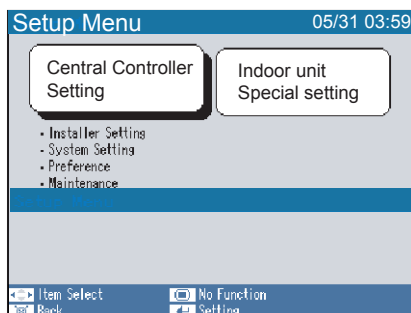 Setup Menu 05/31 03:59
Central Controller
Setting
Indoor unit
Special setting
- Installer Setting
- System Setting
- Preference
- Maintenance
Item Select No Function
Back Setting